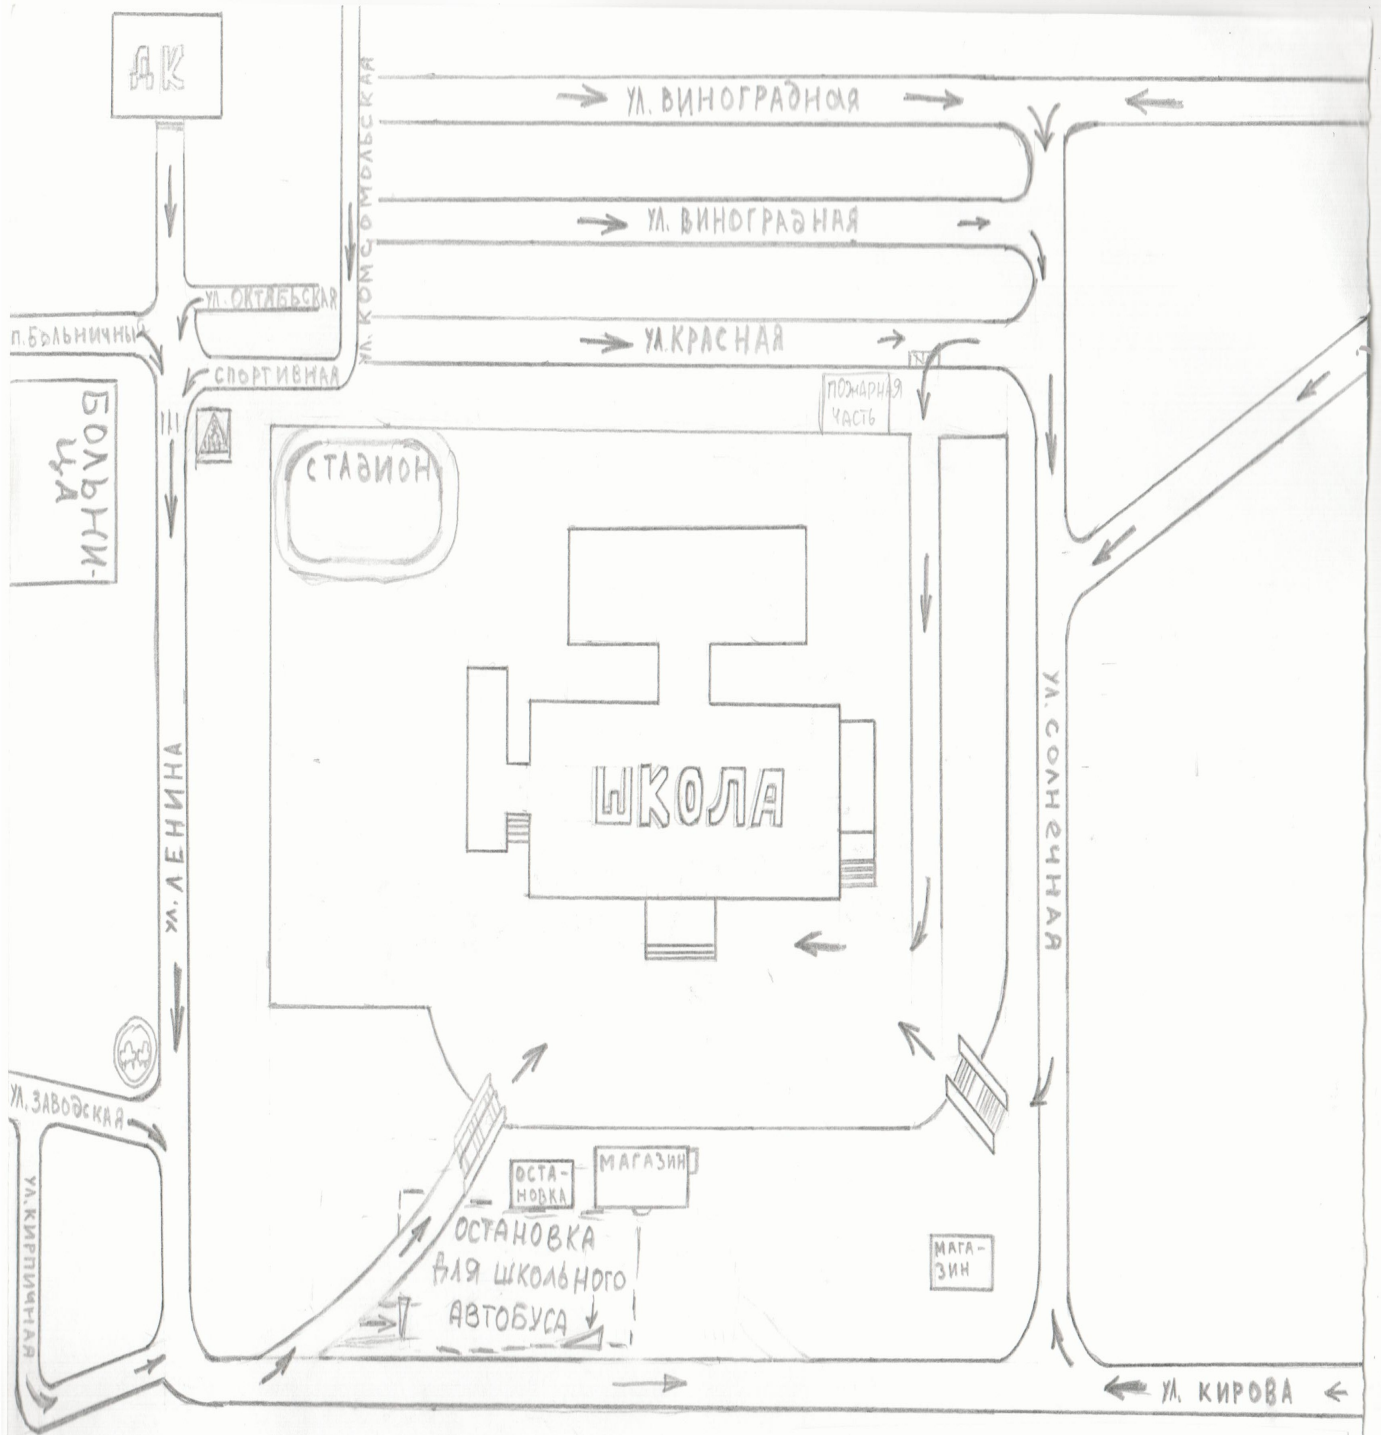 ДК
УЛ. КОМСОМОЛЬСКАЯ
УЛ. ВИНОГРАДНАЯ
УЛ. ВИНОГРАДНАЯ
УЛ. ОКТЯБЬСКАЯ
П. БОЛЬНИЧНЫЙ
УЛ. КРАСНАЯ
СПОРТИВНАЯ
ПОЖАРНАЯ
ЧАСТЬ
БОЛЬНИ-
ЦА
СТАДИОН
ШКОЛА
УЛ. ЛЕНИНА
УЛ. СОЛНЕЧНАЯ
УЛ. ЗАВОДСКАЯ
УЛ. КИРПИЧНАЯ
ОСТА-
НОВКА
МАГАЗИН
ОСТАНОВКА
ДЛЯ ШКОЛЬНОГО
АВТОБУСА
МАГА-
ЗИН
УЛ. КИРОВА